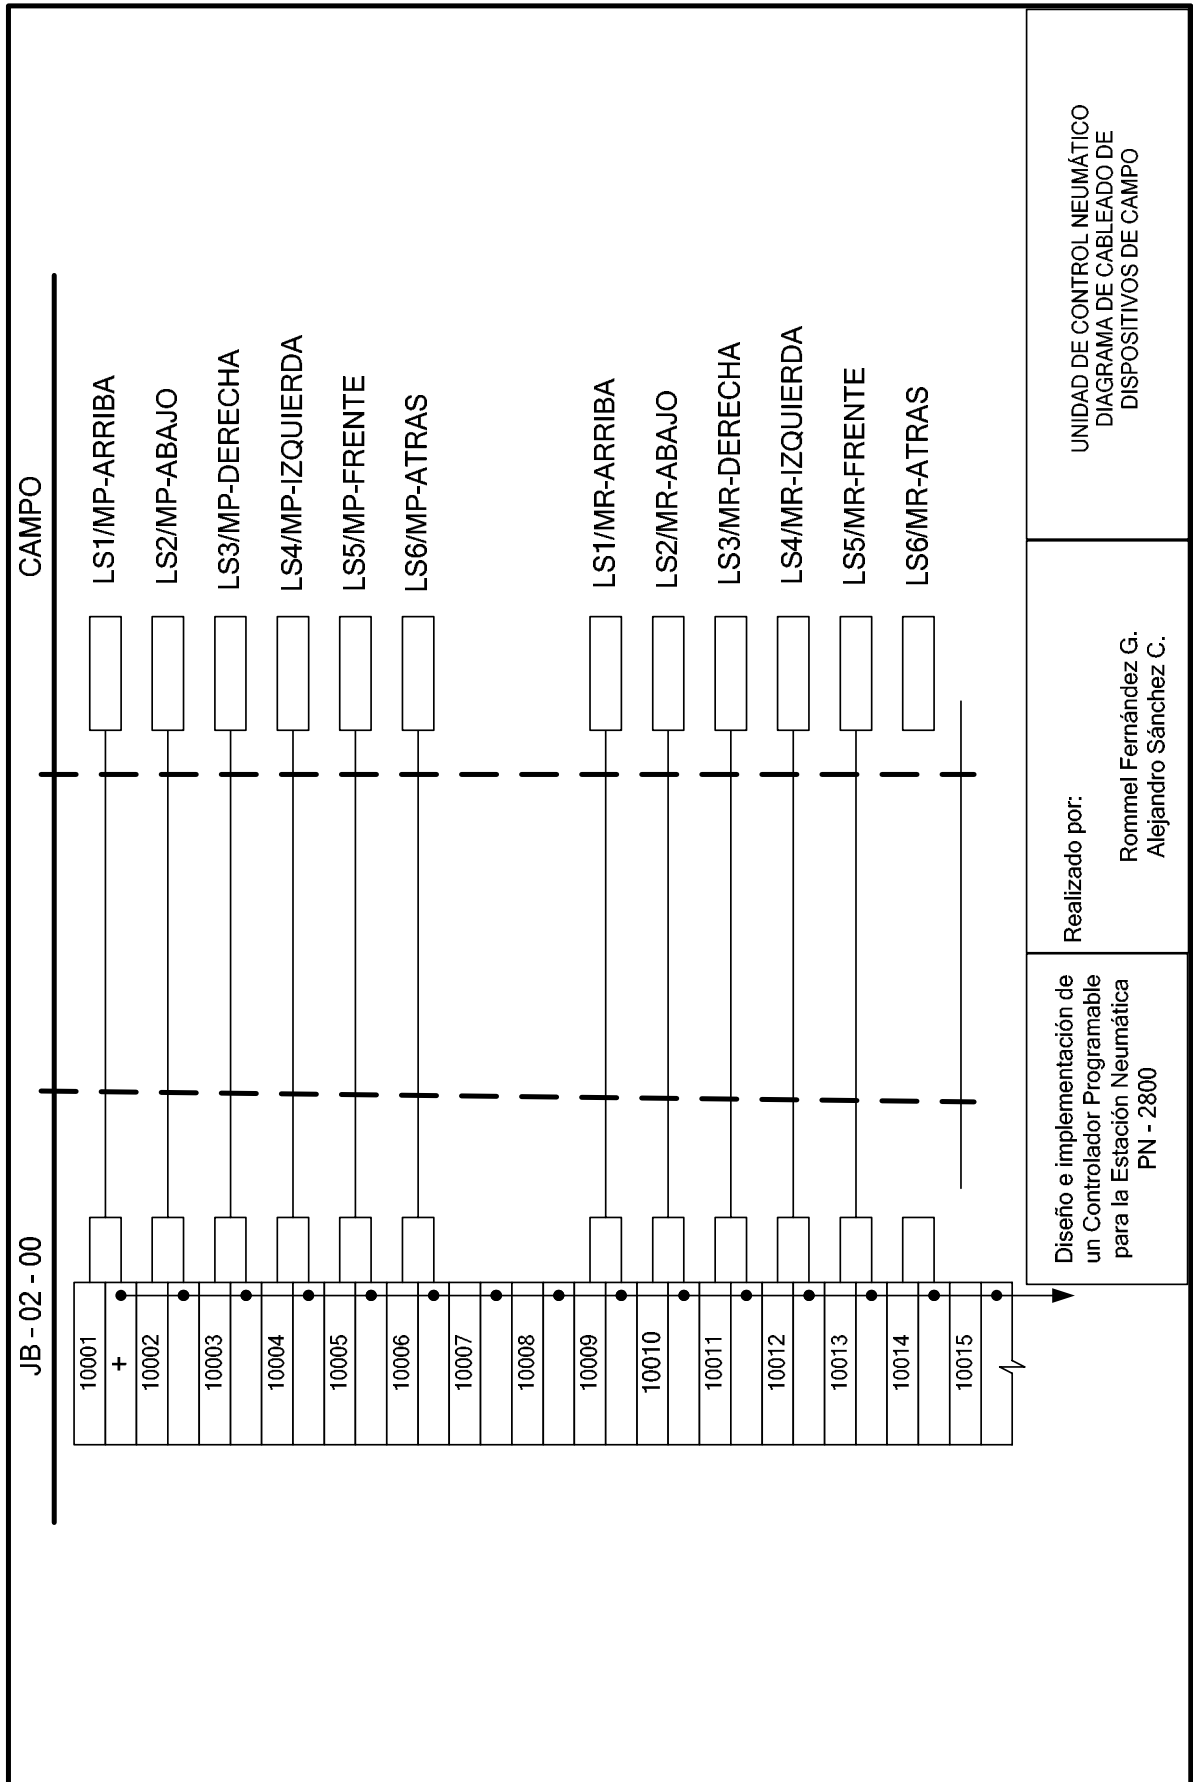 JB - 02 - 00
CAMPO
10001
LS1/MP-ARRIBA
+
10002
LS2/MP-ABAJO
10003
LS3/MP-DERECHA
10004
LS4/MP-IZQUIERDA
10005
LS5/MP-FRENTE
10006
LS6/MP-ATRAS
10007
10008
10009
LS1/MR-ARRIBA
10010
LS2/MR-ABAJO
10011
LS3/MR-DERECHA
10012
LS4/MR-IZQUIERDA
10013
LS5/MR-FRENTE
10014
LS6/MR-ATRAS
10015
Diseño e implementación de
un Controlador Programable
para la Estación Neumática
PN - 2800
Realizado por:
Rommel Fernández G.
Alejandro Sánchez C.
UNIDAD DE CONTROL NEUMÁTICO
DIAGRAMA DE CABLEADO DE
DISPOSITIVOS DE CAMPO